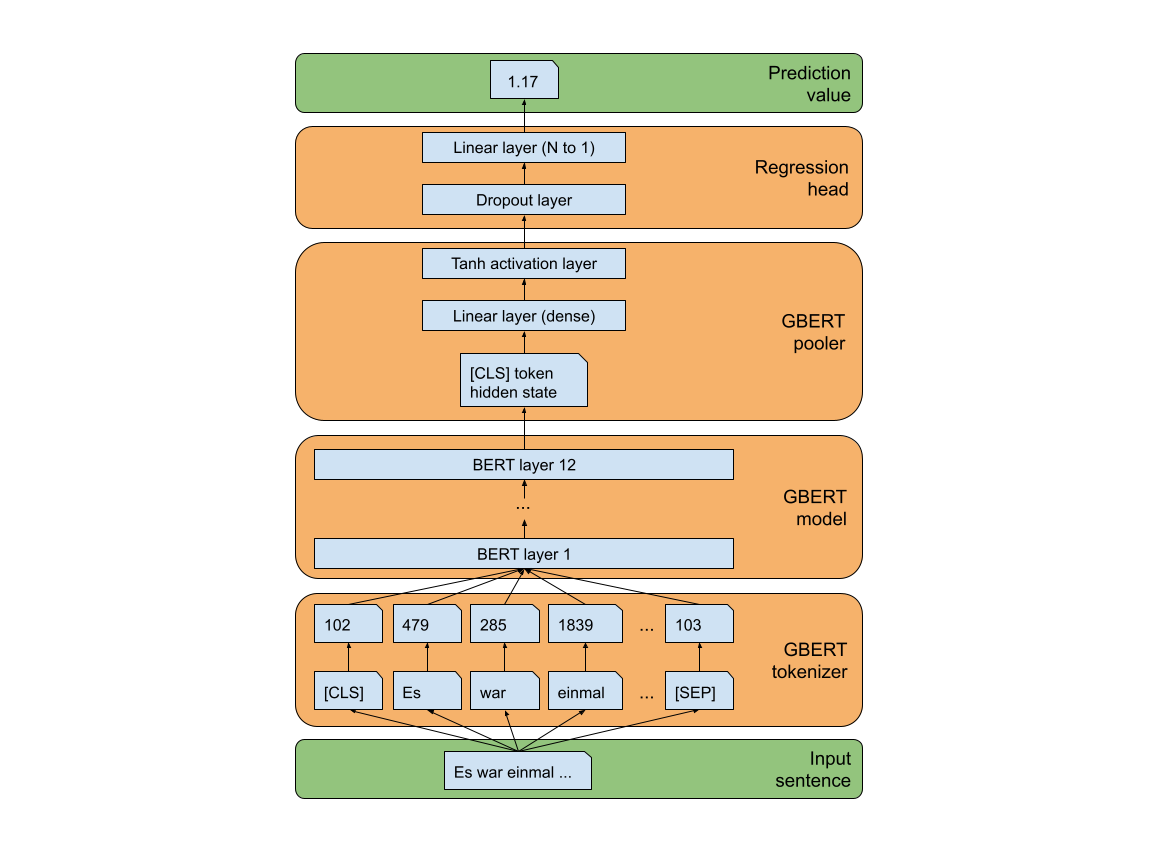 1.17
Prediction
value
Linear layer (N to 1)
Dropout layer
Regression
head
Tanh activation layer
Linear layer (dense)
[CLS] token
hidden state
GBERT
pooler
BERT layer 12
...
BERT layer 1
GBERT
model
102 479 285 1839 ... 103
[CLS] Es war einmal ... [SEP]
GBERT
tokenizer
Es war einmal ...
Input
sentence